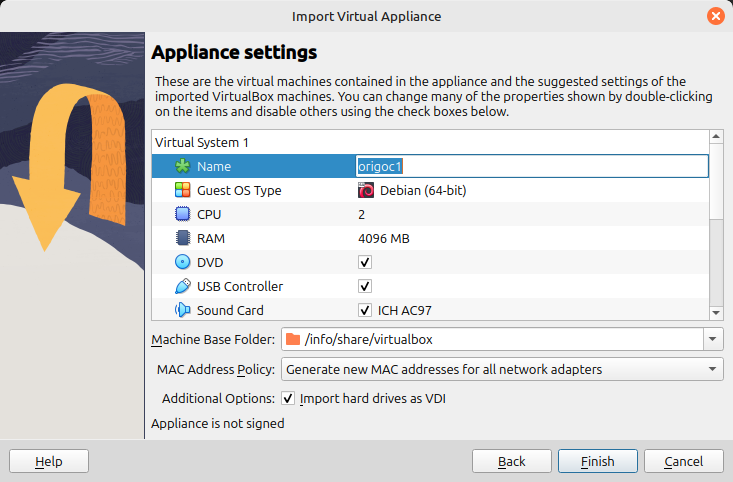 Import Virtual Appliance
Appliance settings
These are the virtual machines contained in the appliance and the suggested settings of the
imported VirtualBox machines. You can change many of the properties shown by double-clicking
on the items and disable others using the check boxes below.
Virtual System 1
Name origoc1
Guest OS Type Debian (64-bit)
CPU 2
RAM 4096 MB
DVD
USB Controller
Sound Card ICH AC97
Machine Base Folder: /info/share/virtualbox
MAC Address Policy: Generate new MAC addresses for all network adapters
Additional Options: Import hard drives as VDI
Appliance is not signed
Help Back Finish Cancel